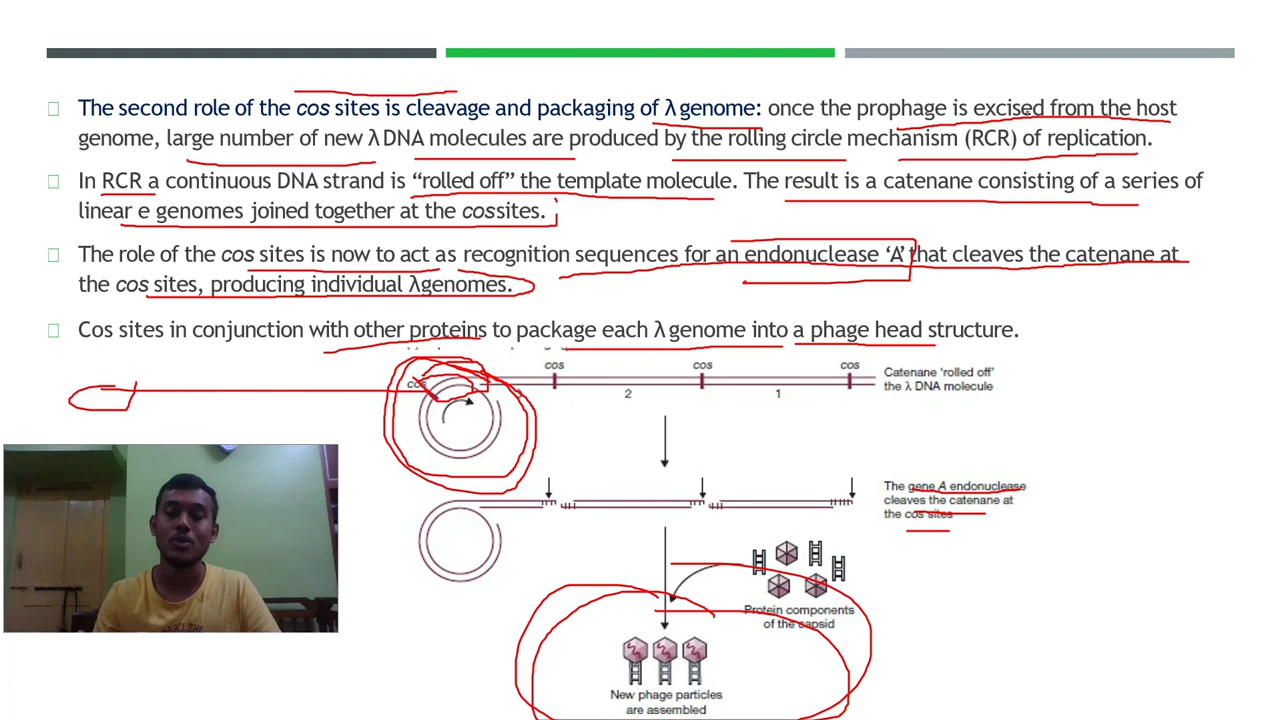 The second role of the cos sites is cleavage and packaging of λ genome: once the prophage is excised from the host
genome, large number of new λ DNA molecules are produced by the rolling circle mechanism (RCR) of replication.
In RCR a continuous DNA strand is “rolled off” the template molecule. The result is a catenane consisting of a series of
linear e genomes joined together at the cossites.
The role of the cos sites is now to act as recognition sequences for an endonuclease ‘A’ that cleaves the catenane at
the cos sites, producing individual λgenomes.
Cos sites in conjunction with other proteins to package each λ genome into a phage head structure.
cos cos cos
cos
2 1
Catenane ‘rolled off’
the λ DNA molecule
The gene A endonuclease
cleaves the catenane at
the cos sites
Protein components
of the capsid
New phage particles
are assembled